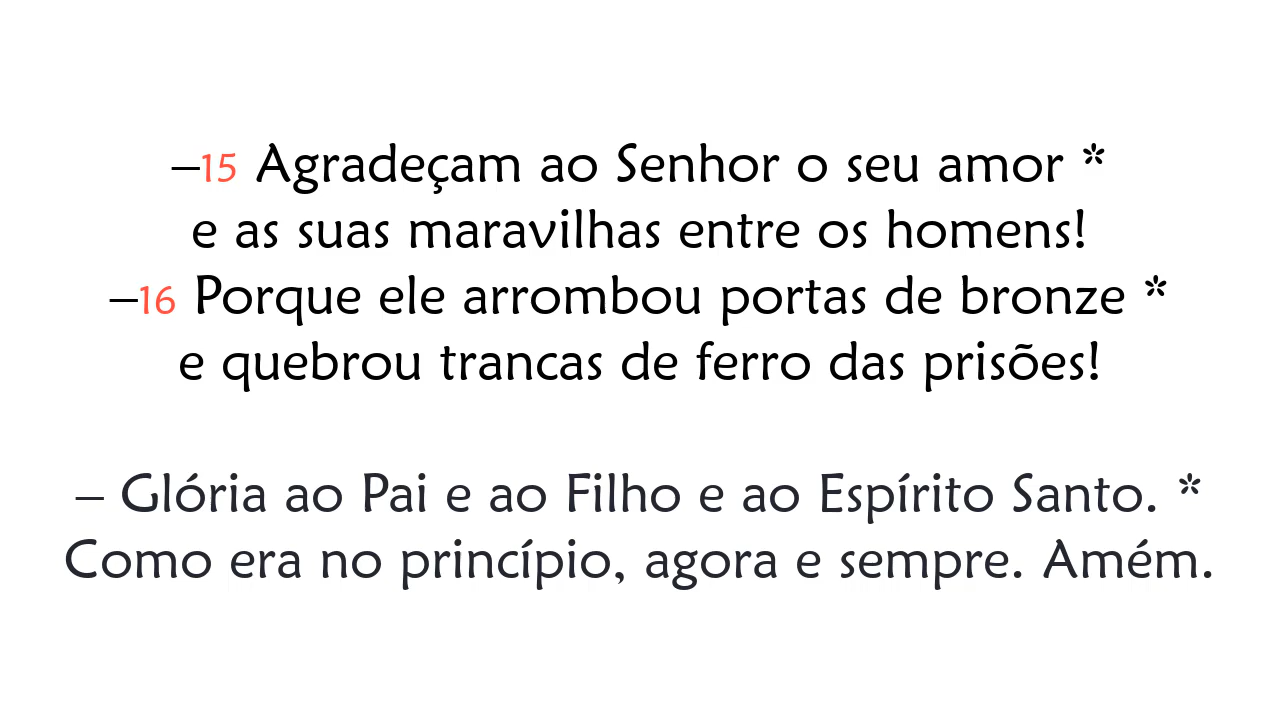 –15 Agradeçam ao Senhor o seu amor *
e as suas maravilhas entre os homens!
–16 Porque ele arrombou portas de bronze *
e quebrou trancas de ferro das prisões!
– Glória ao Pai e ao Filho e ao Espírito Santo. *
Como era no princípio, agora e sempre. Amém.